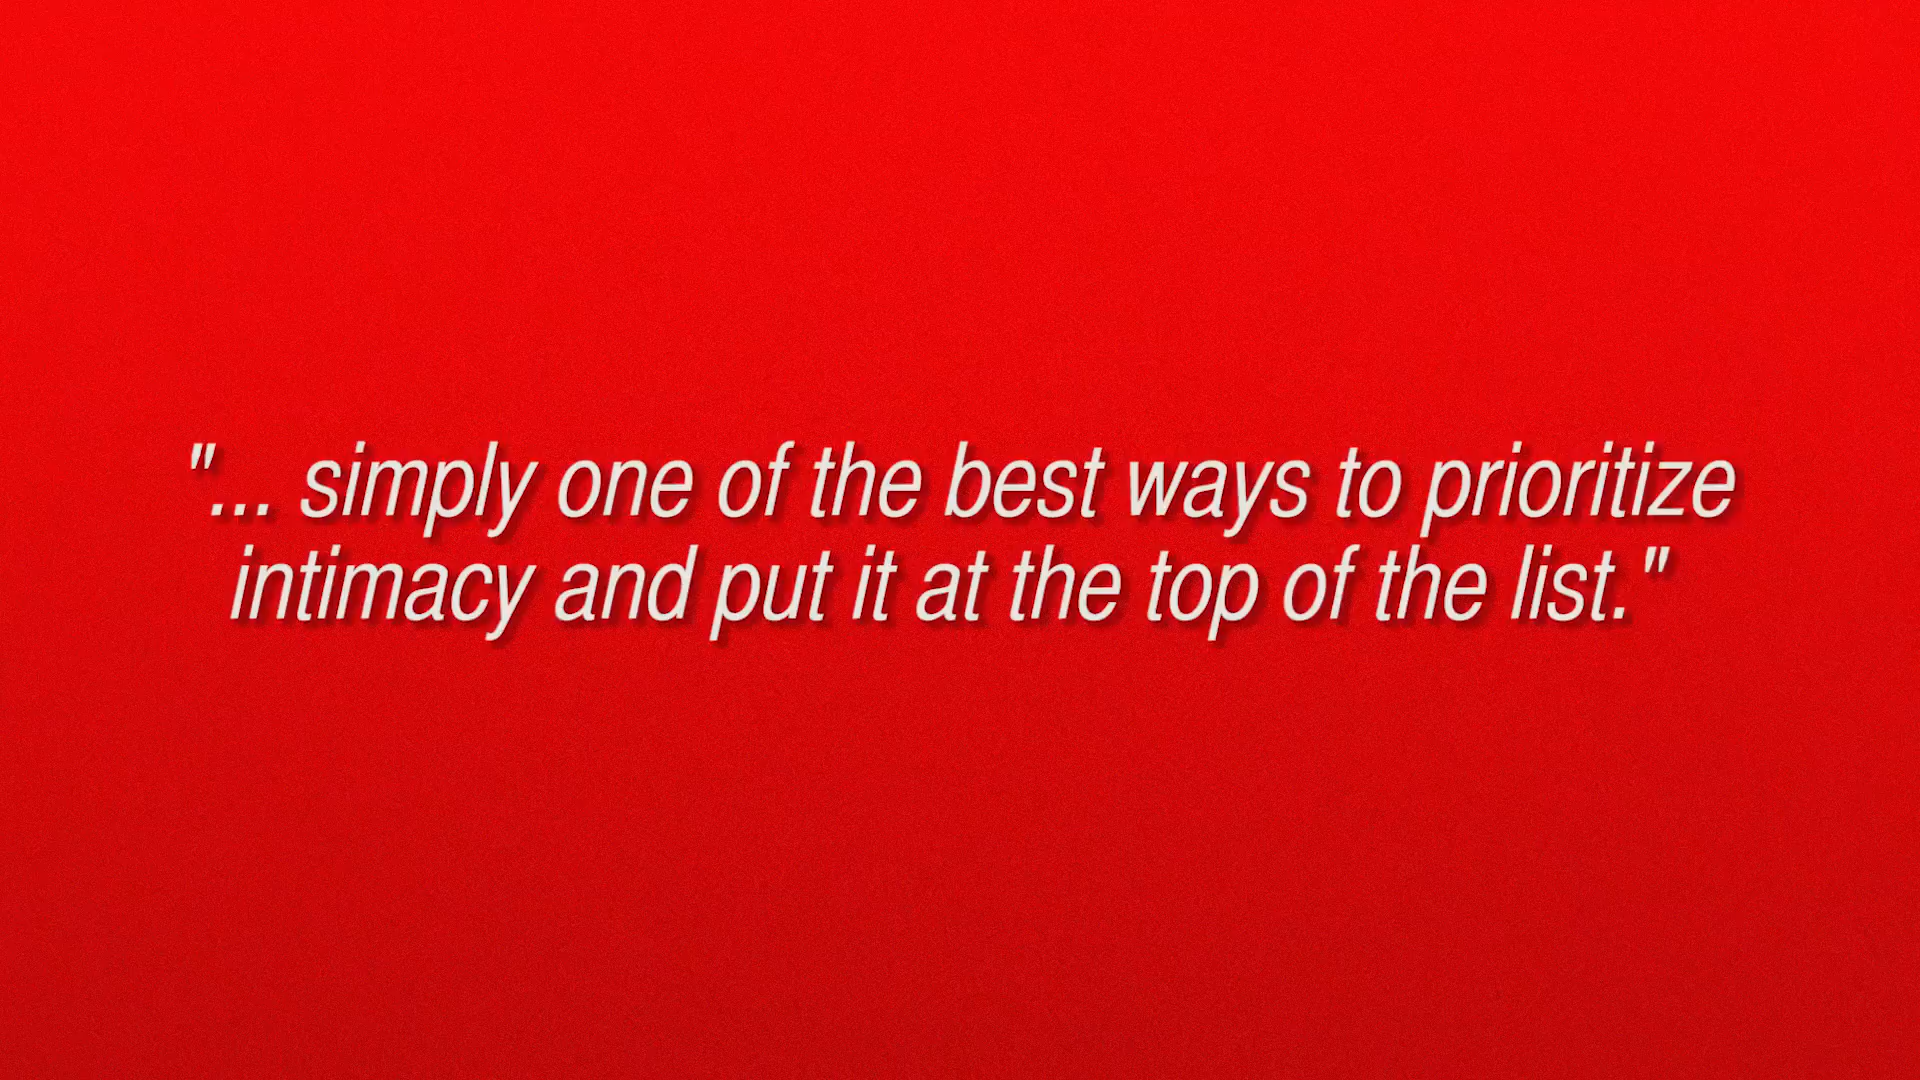 "... simply one of the best ways to prioritize
intimacy and put it at the top of the list."